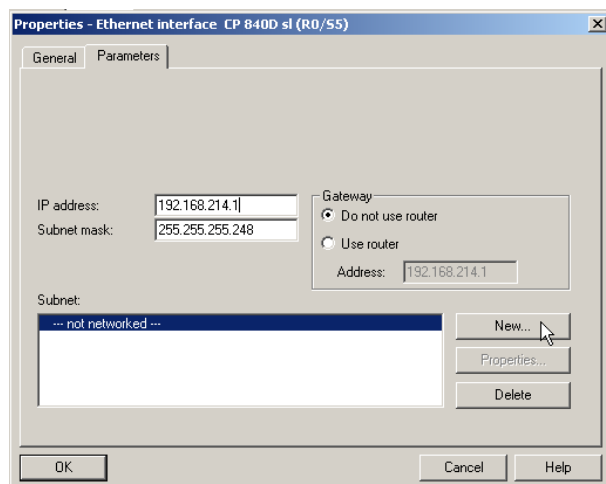 Properties - Ethernet interface CP 840D sl (R0/S5)
General Parameters
IP address: 192.168.214.1
Subnet mask: 255.255.255.248
Gateway
Do not use router
Use router
Address: 192.168.214.1
Subnet:
--- not networked ---
New...
Properties...
Delete
OK Cancel Help